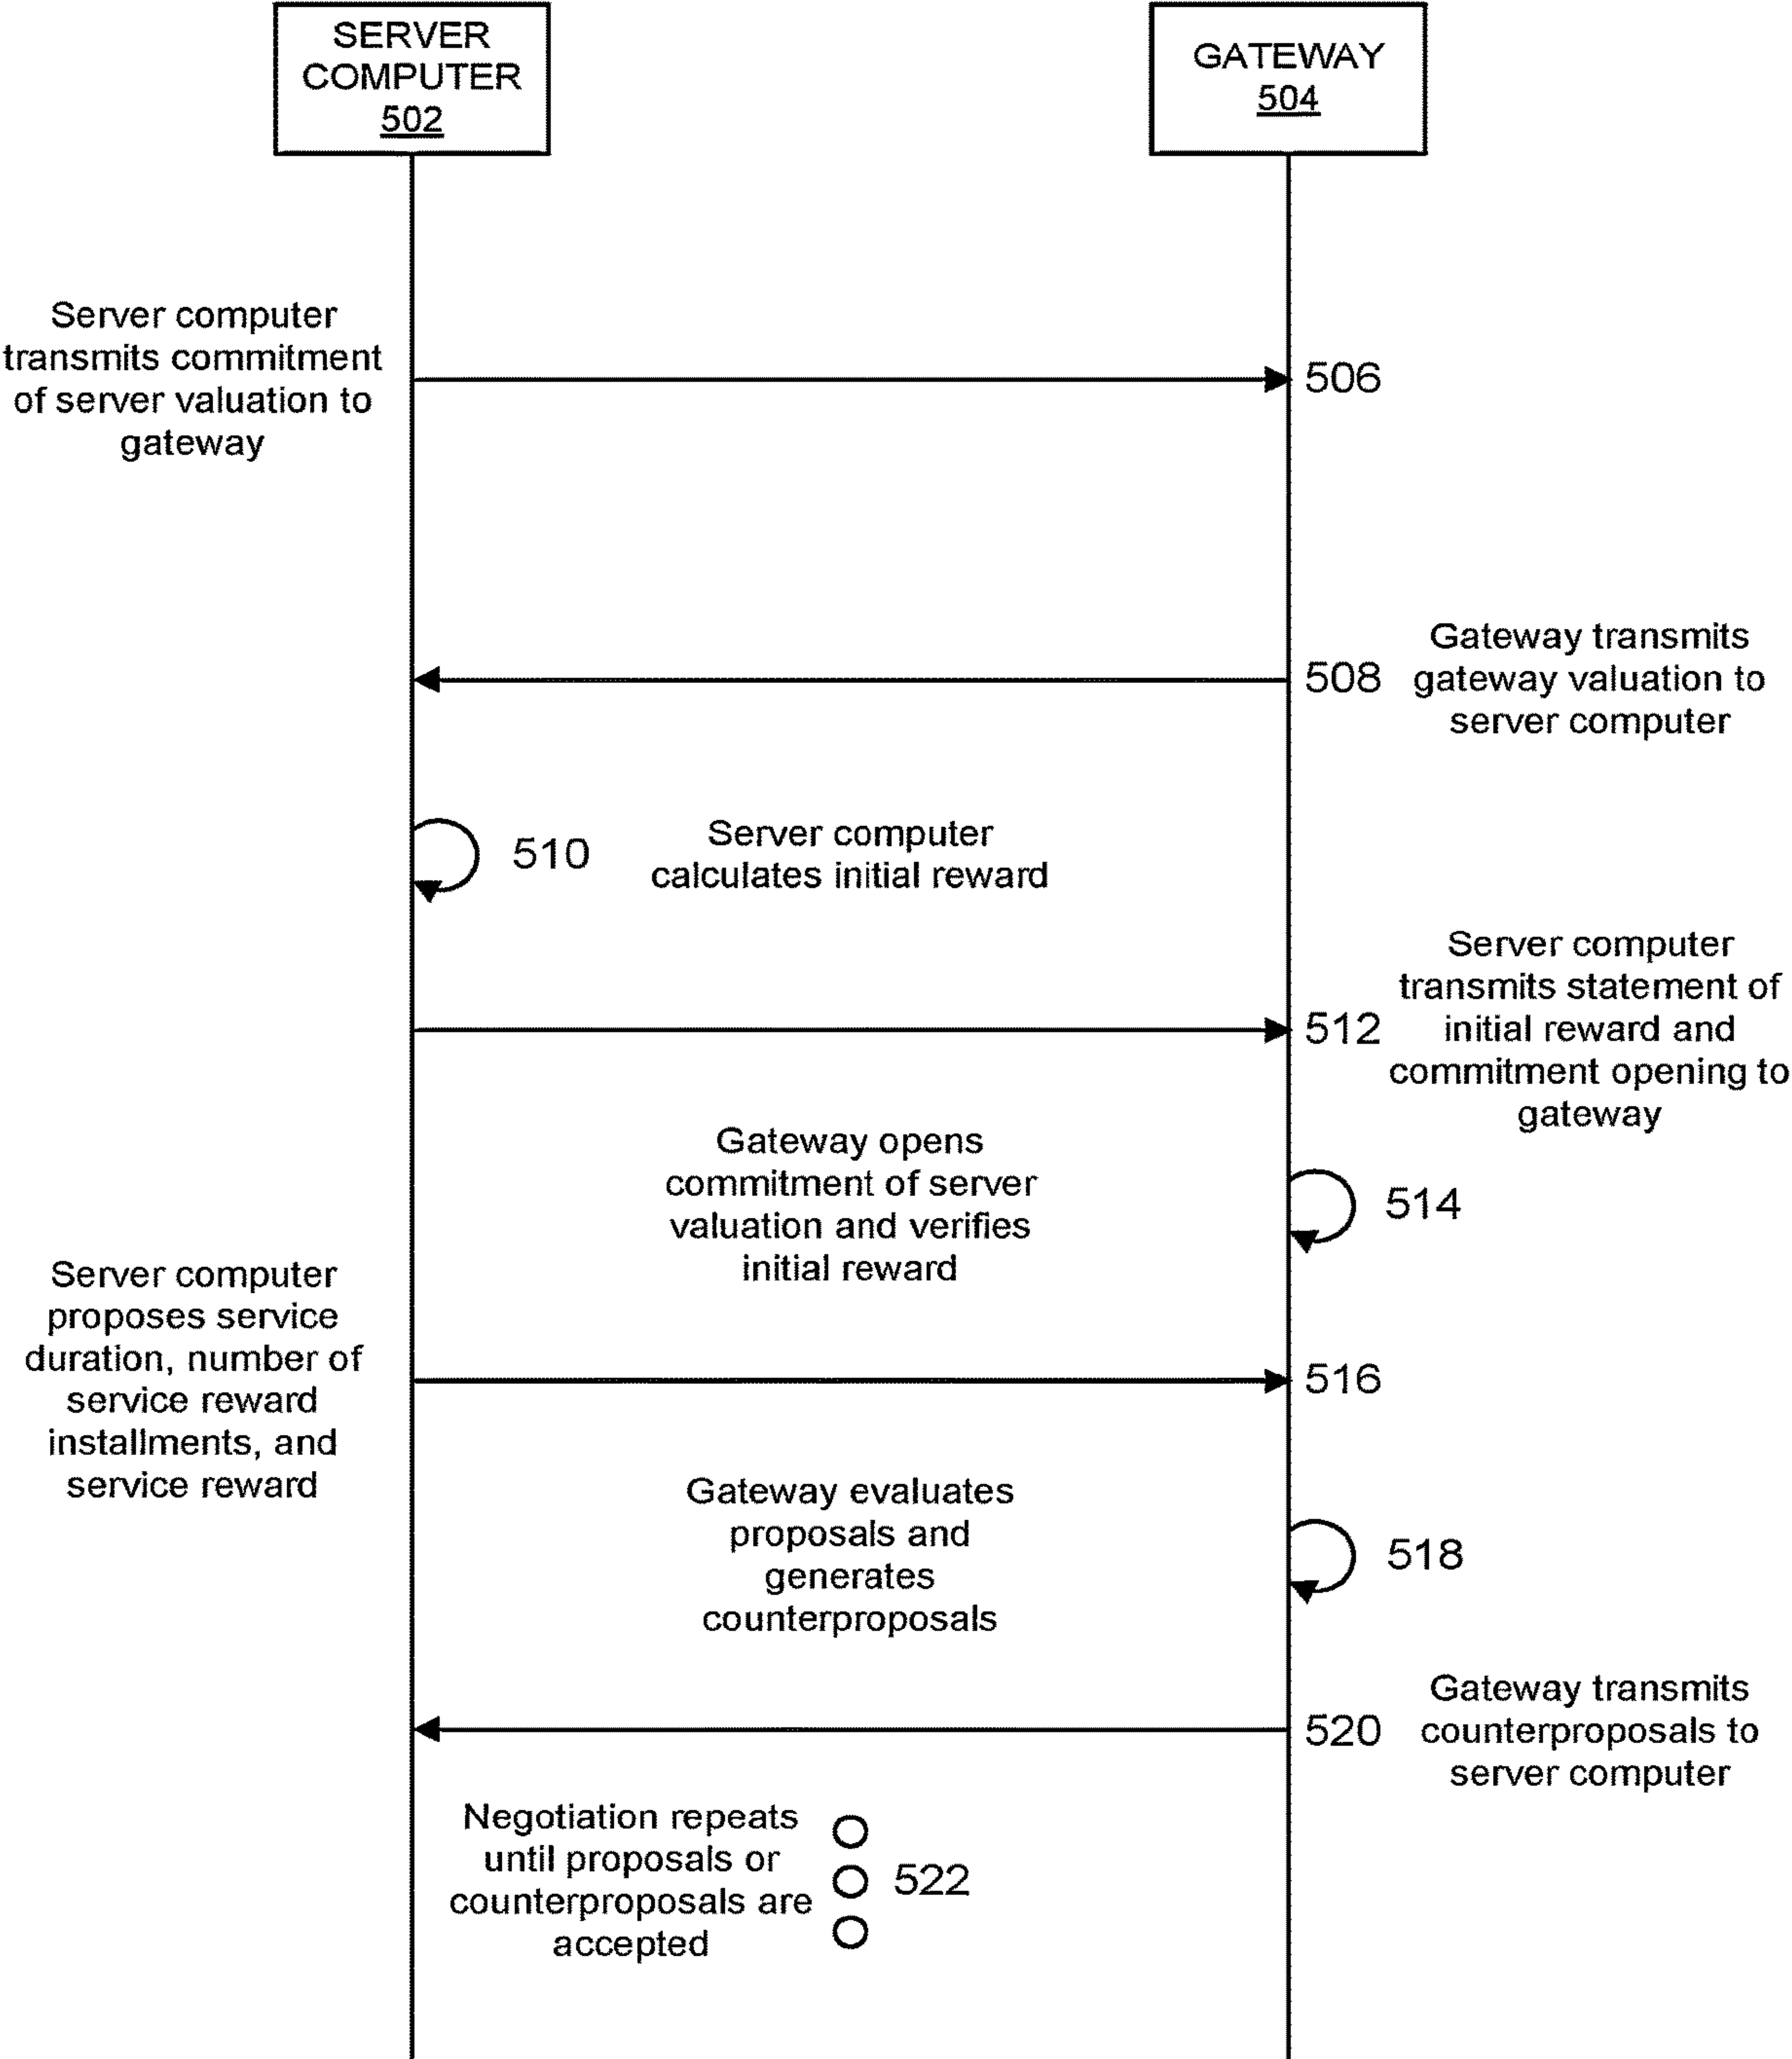 SERVER
COMPUTER
502
GATEWAY
504
Server computer
transmits commitment
of server valuation to
gateway
506
508
Gateway transmits
gateway valuation to
server computer
510
Server computer
calculates initial reward
512
Server computer
transmits statement of
initial reward and
commitment opening to
gateway
Gateway opens
commitment of server
valuation and verifies
initial reward
514
Server computer
proposes service
duration, number of
service reward
installments, and
service reward
516
Gateway evaluates
proposals and
generates
counterproposals
518
520
Gateway transmits
counterproposals to
server computer
Negotiation repeats
until proposals or
counterproposals are
accepted
522